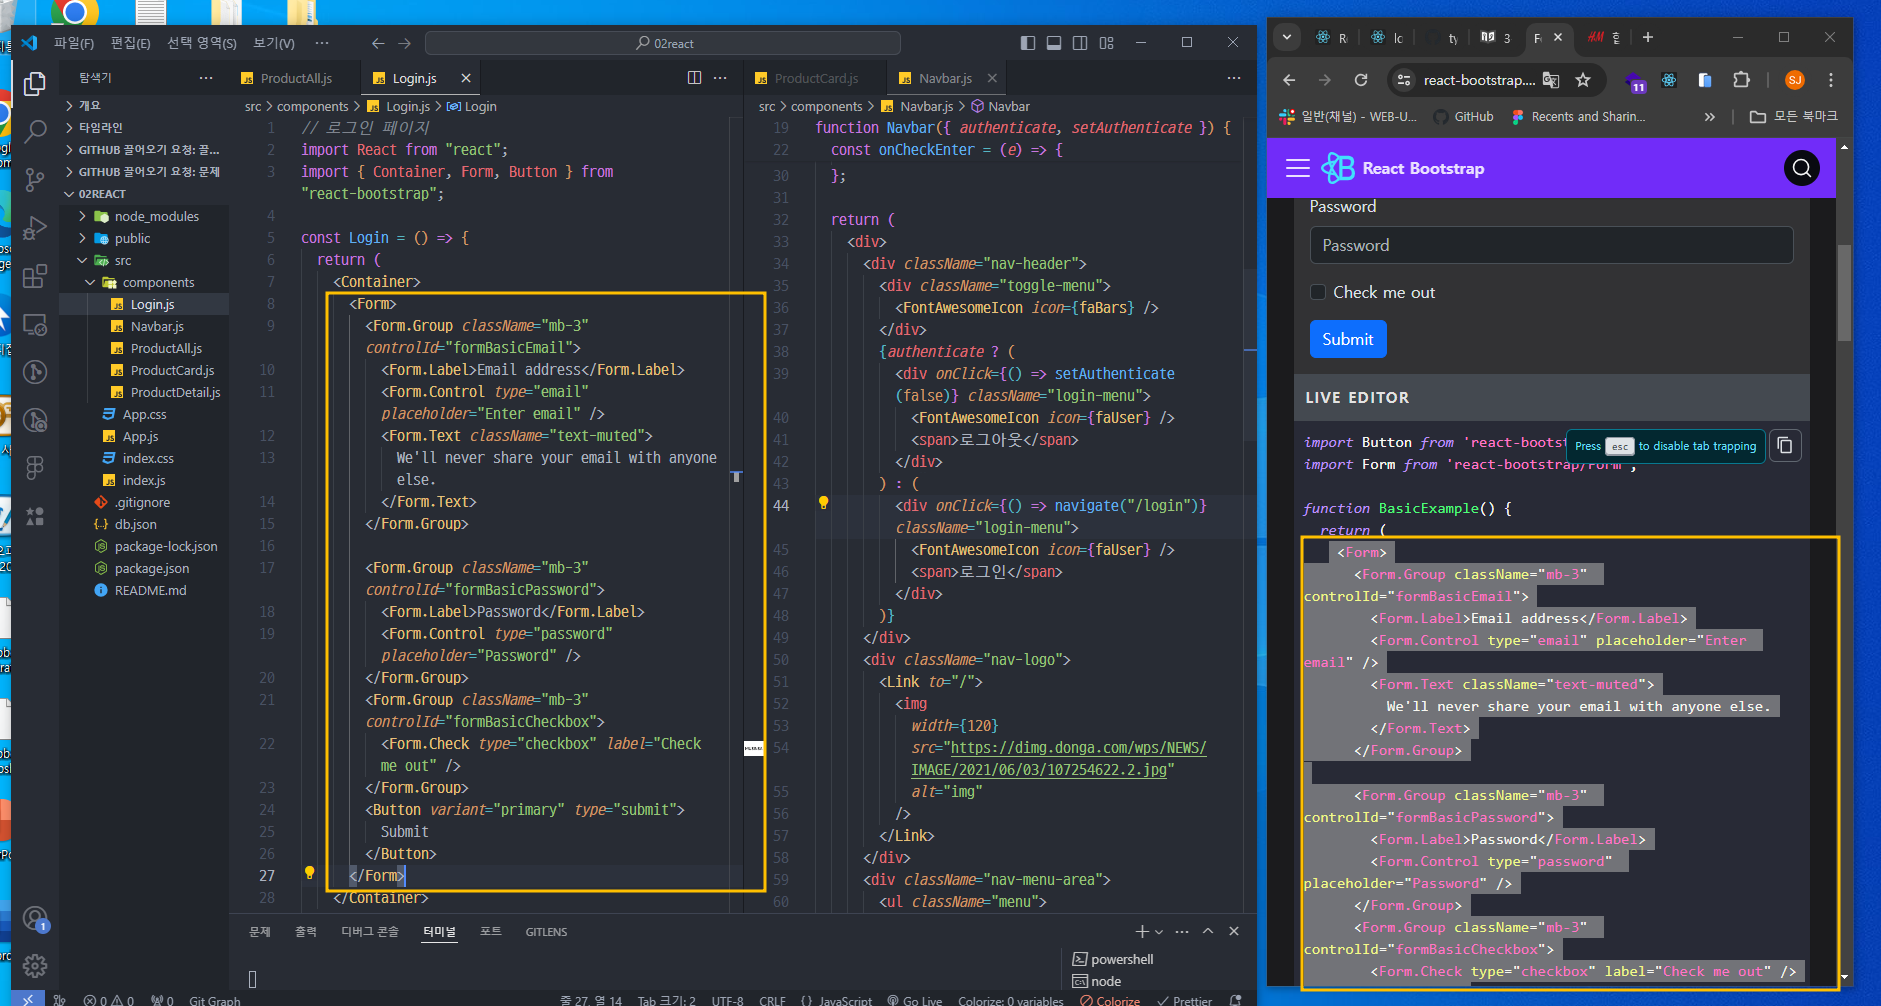 파일(F) 편집(E) 선택 영역(S) 보기(V) ···
02react
탐색기 ···
개요
타임라인
GITHUB 끌어오기 요청: 끌...
GITHUB 끌어오기 요청: 문제
02REACT
node_modules
public
src
components
Login.js
Navbar.js
ProductAll.js
ProductCard.js
ProductDetail.js
App.css
App.js
index.css
index.js
.gitignore
db.json
package-lock.json
package.json
README.md
ProductAll.js Login.js
src > components > Login.js > Login
1 // 로그인 페이지
2 import React from "react";
3 import { Container, Form, Button } from
"react-bootstrap";
4
5 const Login = () => {
6 return (
7 <Container>
8 <Form>
9 <Form.Group className="mb-3"
controlId="formBasicEmail">
10 <Form.Label>Email address</Form.Label>
11 <Form.Control type="email"
placeholder="Enter email" />
12 <Form.Text className="text-muted">
13 We'll never share your email with anyone
else.
14 </Form.Text>
15 </Form.Group>
16
17 <Form.Group className="mb-3"
controlId="formBasicPassword">
18 <Form.Label>Password</Form.Label>
19 <Form.Control type="password"
placeholder="Password" />
20 </Form.Group>
21 <Form.Group className="mb-3"
controlId="formBasicCheckbox">
22 <Form.Check type="checkbox" label="Check
me out" />
23 </Form.Group>
24 <Button variant="primary" type="submit">
25 Submit
26 </Button>
27 </Form>
28 </Container>
ProductCard.js Navbar.js
src > components > Navbar.js > Navbar
19 function Navbar({ authenticate, setAuthenticate }) {
22 const onCheckEnter = (e) => {
30 };
31
32 return (
33 <div>
34 <div className="nav-header">
35 <div className="toggle-menu">
36 <FontAwesomeIcon icon={faBars} />
37 </div>
38 {authenticate ? (
39 <div onClick={() => setAuthenticate
(false)} className="login-menu">
40 <FontAwesomeIcon icon={faUser} />
41 <span>로그아웃</span>
42 </div>
43 ) : (
44 <div onClick={() => navigate("/login")}
className="login-menu">
45 <FontAwesomeIcon icon={faUser} />
46 <span>로그인</span>
47 </div>
48 )}
49 </div>
50 <div className="nav-logo">
51 <Link to="/">
52 <img
53 width={120}
54 src="https://dimg.donga.com/wps/NEWS/
IMAGE/2021/06/03/107254622.2.jpg"
55 alt="img"
56 />
57 </Link>
58 </div>
59 <div className="nav-menu-area">
60 <ul className="menu">
문제 출력 디버그 콘솔 터미널 포트 GITLENS
powershell
node
0 0 0 Git Graph 줄 27, 열 14 Tab 크기: 2 UTF-8 CRLF {} JavaScript Go Live Colorize: 0 variables Colorize Prettier
react-bootstrap....
11
SJ
일반(채널) - WEB-U... GitHub Recents and Sharin... » 모든 북마크
React Bootstrap
Password
Password
Check me out
Submit
LIVE EDITOR
Press esc to disable tab trapping
import Button from 'react-boots
import Form from 'react-bootstrap/Form';
function BasicExample() {
return (
<Form>
<Form.Group className="mb-3"
controlId="formBasicEmail">
<Form.Label>Email address</Form.Label>
<Form.Control type="email" placeholder="Enter
email" />
<Form.Text className="text-muted">
We'll never share your email with anyone else.
</Form.Text>
</Form.Group>
<Form.Group className="mb-3"
controlId="formBasicPassword">
<Form.Label>Password</Form.Label>
<Form.Control type="password"
placeholder="Password" />
</Form.Group>
<Form.Group className="mb-3"
controlId="formBasicCheckbox">
<Form.Check type="checkbox" label="Check me out" />